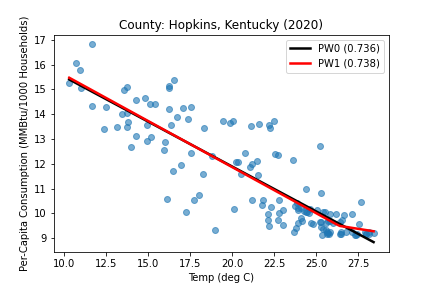 County: Hopkins, Kentucky (2020)
Per-Capita Consumption (MMBtu/1000 Households)
17
16
15
14
13
12
11
10
9
PW0 (0.736)
PW1 (0.738)
10.0 12.5 15.0 17.5 20.0 22.5 25.0 27.5
Temp (deg C)